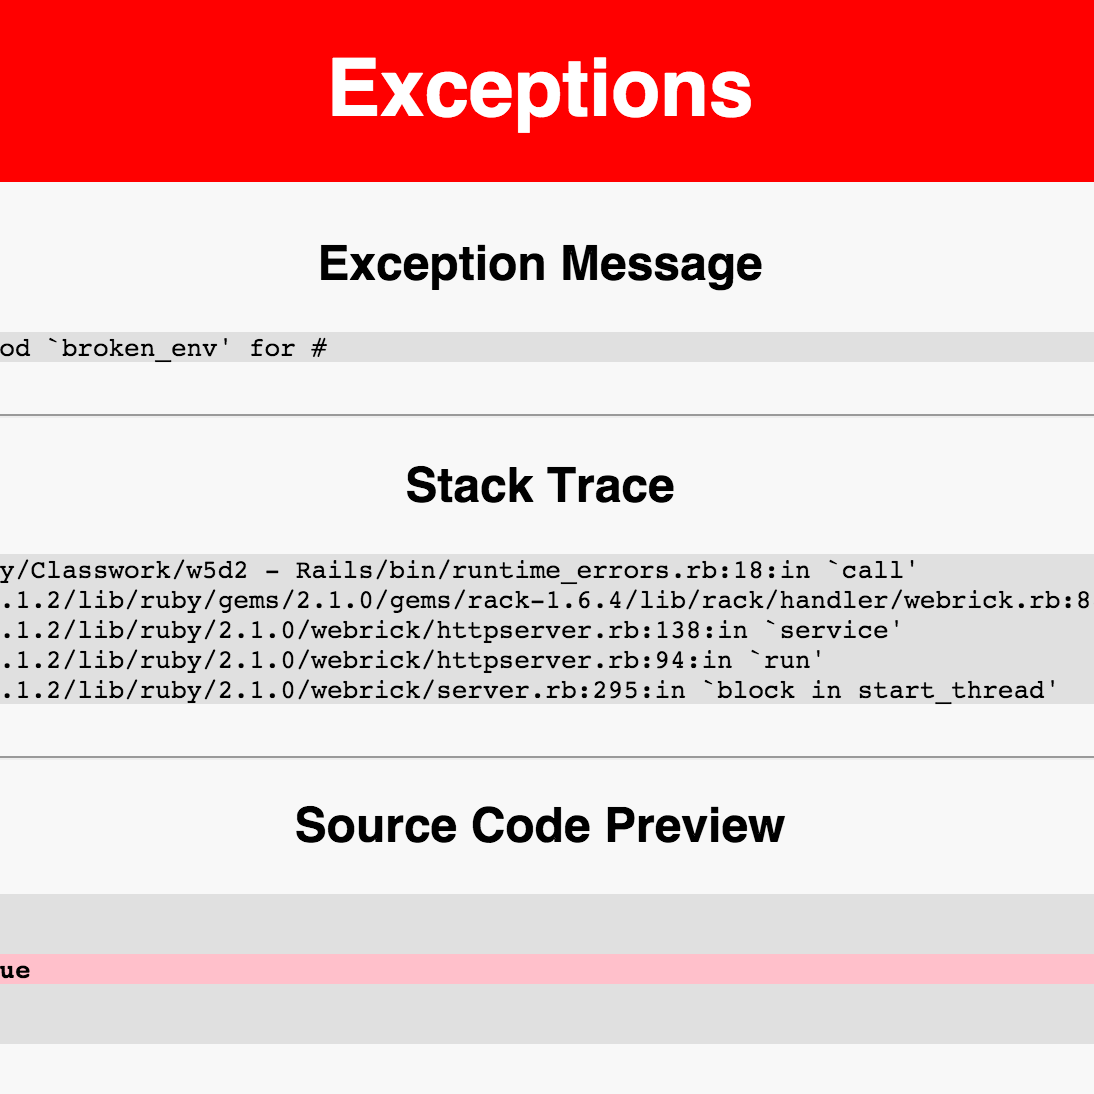 Exceptions
Exception Message
od `broken_env' for #
Stack Trace
y/Classwork/w5d2 - Rails/bin/runtime_errors.rb:18:in `call'
.1.2/lib/ruby/gems/2.1.0/gems/rack-1.6.4/lib/rack/handler/webrick.rb:8
.1.2/lib/ruby/2.1.0/webrick/httpserver.rb:138:in `service'
.1.2/lib/ruby/2.1.0/webrick/httpserver.rb:94:in `run'
.1.2/lib/ruby/2.1.0/webrick/server.rb:295:in `block in start_thread'
Source Code Preview
ue